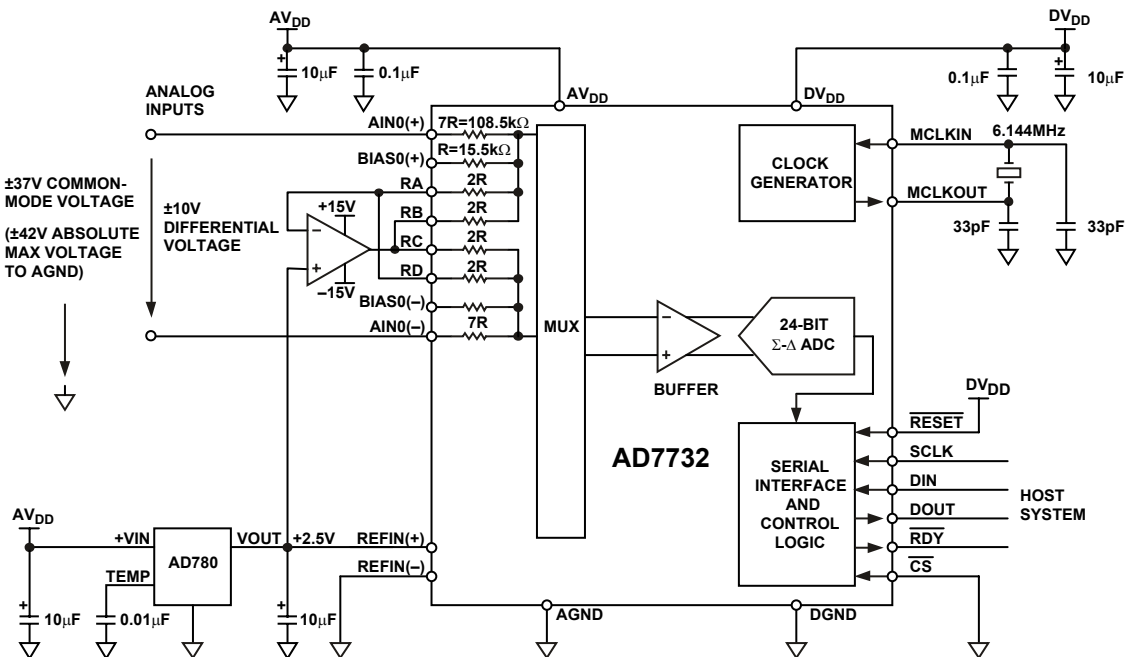 AVDD
10µF
0.1µF
DVDD
0.1µF
10µF
ANALOG
INPUTS
AVDD
DVDD
AIN0(+)
7R=108.5kΩ
BIAS0(+)
R=15.5kΩ
RA
2R
RB
2R
RC
2R
RD
2R
BIAS0(–)
AIN0(–)
7R
±37V COMMON-
MODE VOLTAGE
(±42V ABSOLUTE
MAX VOLTAGE
TO AGND)
±10V
DIFFERENTIAL
VOLTAGE
+15V
–
+
–15V
MUX
–
+
BUFFER
24-BIT
Σ-Δ ADC
CLOCK
GENERATOR
MCLKIN
6.144MHz
MCLKOUT
33pF
33pF
AD7732
SERIAL
INTERFACE
AND
CONTROL
LOGIC
DVDD
RESET
SCLK
DIN
DOUT
RDY
CS
HOST
SYSTEM
AVDD
+VIN
AD780
VOUT
+2.5V
REFIN(+)
TEMP
REFIN(–)
10µF
0.01µF
10µF
AGND
DGND